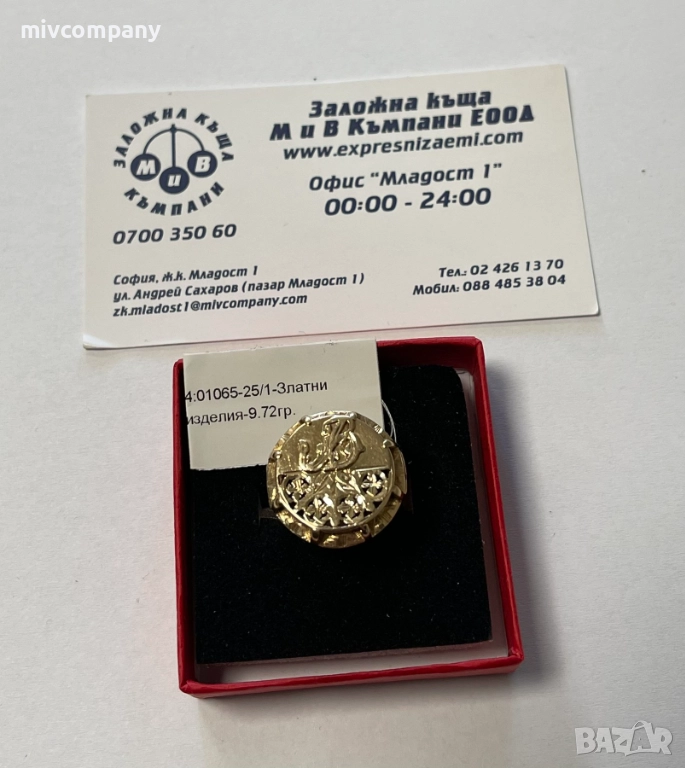 mivcompany
ЗАЛОЖНА КЪЩА
М и В
КЪМПАНИ
0700 350 60
Заложна къща
М и В Къмпани ЕООД
www.expresnizaemi.com
Офис "Младост 1"
00:00 - 24:00
София, ж.к. Младост 1
ул. Андрей Сахаров (пазар Младост 1)
zk.mladost1@mivcompany.com
Тел.: 02 426 13 70
Мобил: 088 485 38 04
4:01065-25/1-Златни
изделия-9.72гр.
BAZAR